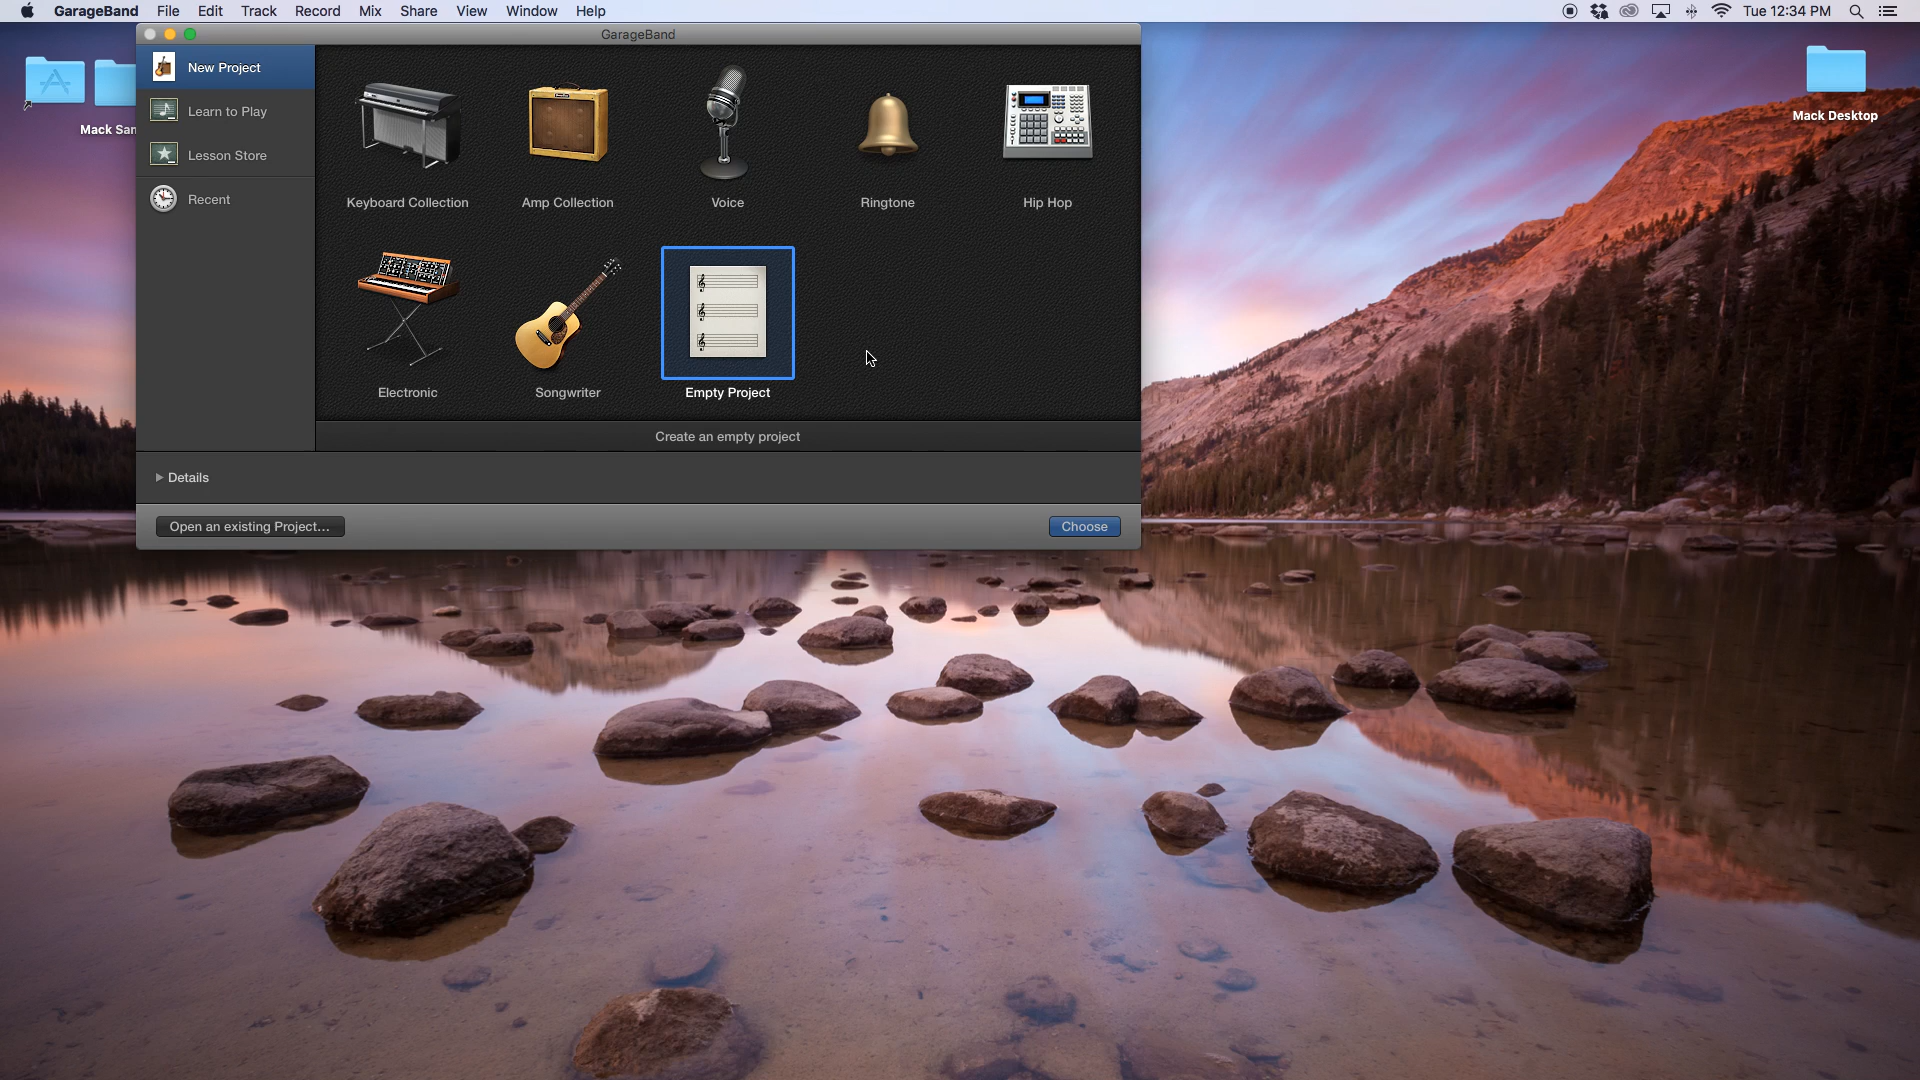 GarageBand File Edit Track Record Mix Share View Window Help Tue 12:34 PM
GarageBand
New Project
Learn to Play
Lesson Store
Recent
Keyboard Collection Amp Collection Voice Ringtone Hip Hop
Electronic Songwriter Empty Project
Create an empty project
Details
Open an existing Project... Choose
Mack San
Mack Desktop